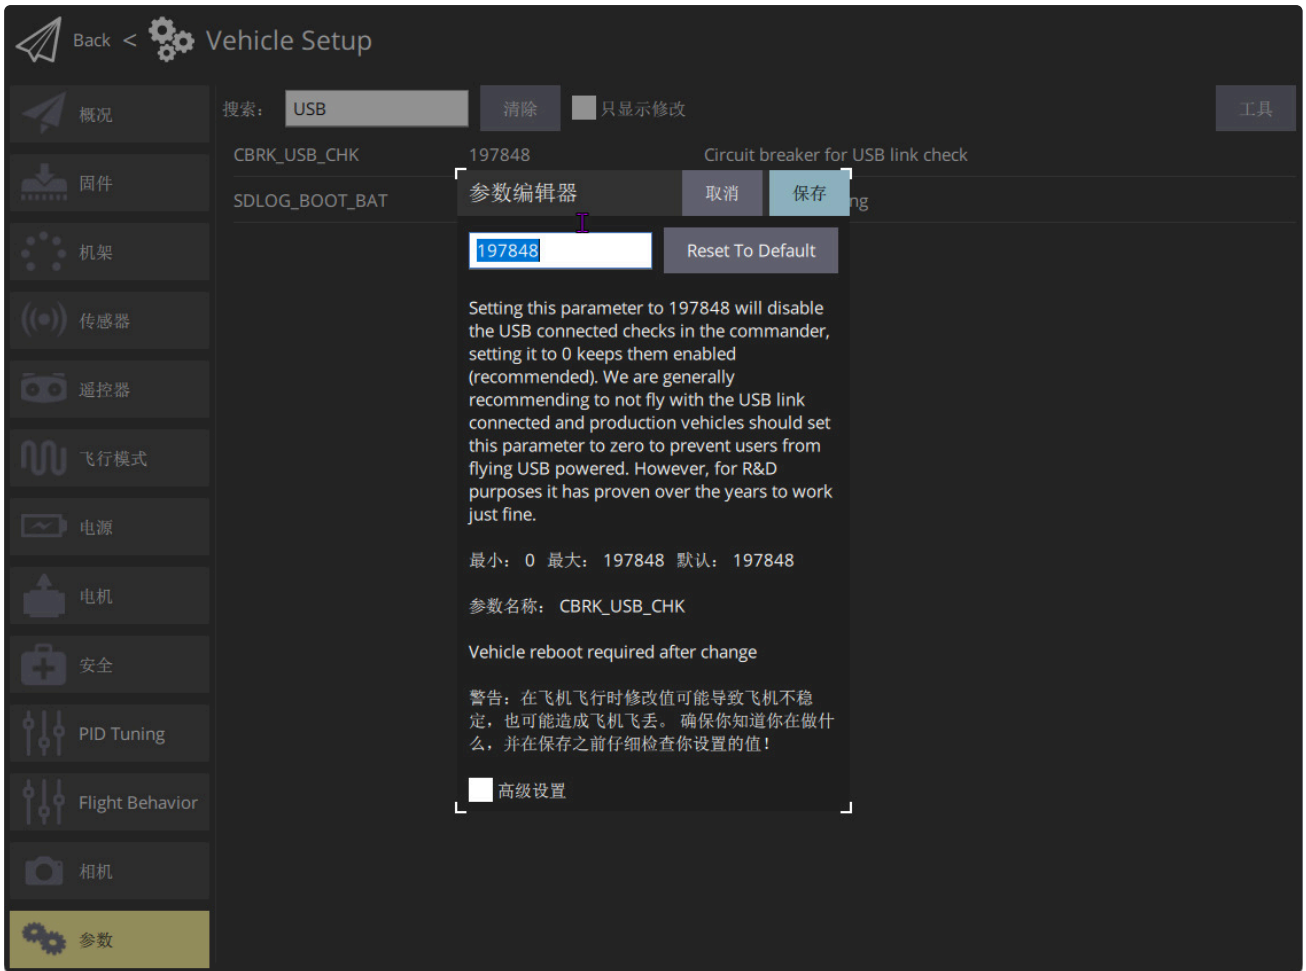 Back < Vehicle Setup
概况
固件
机架
传感器
遥控器
飞行模式
电源
电机
安全
PID Tuning
Flight Behavior
相机
参数
搜索： USB 清除 只显示修改 工具
CBRK_USB_CHK 197848 Circuit breaker for USB link check
SDLOG_BOOT_BAT ng
参数编辑器 取消 保存
197848 Reset To Default
Setting this parameter to 197848 will disable
the USB connected checks in the commander,
setting it to 0 keeps them enabled
(recommended). We are generally
recommending to not fly with the USB link
connected and production vehicles should set
this parameter to zero to prevent users from
flying USB powered. However, for R&D
purposes it has proven over the years to work
just fine.
最小： 0 最大： 197848 默认： 197848
参数名称： CBRK_USB_CHK
Vehicle reboot required after change
警告：在飞机飞行时修改值可能导致飞机不稳
定，也可能造成飞机飞丢。 确保你知道你在做什
么，并在保存之前仔细检查你设置的值！
高级设置